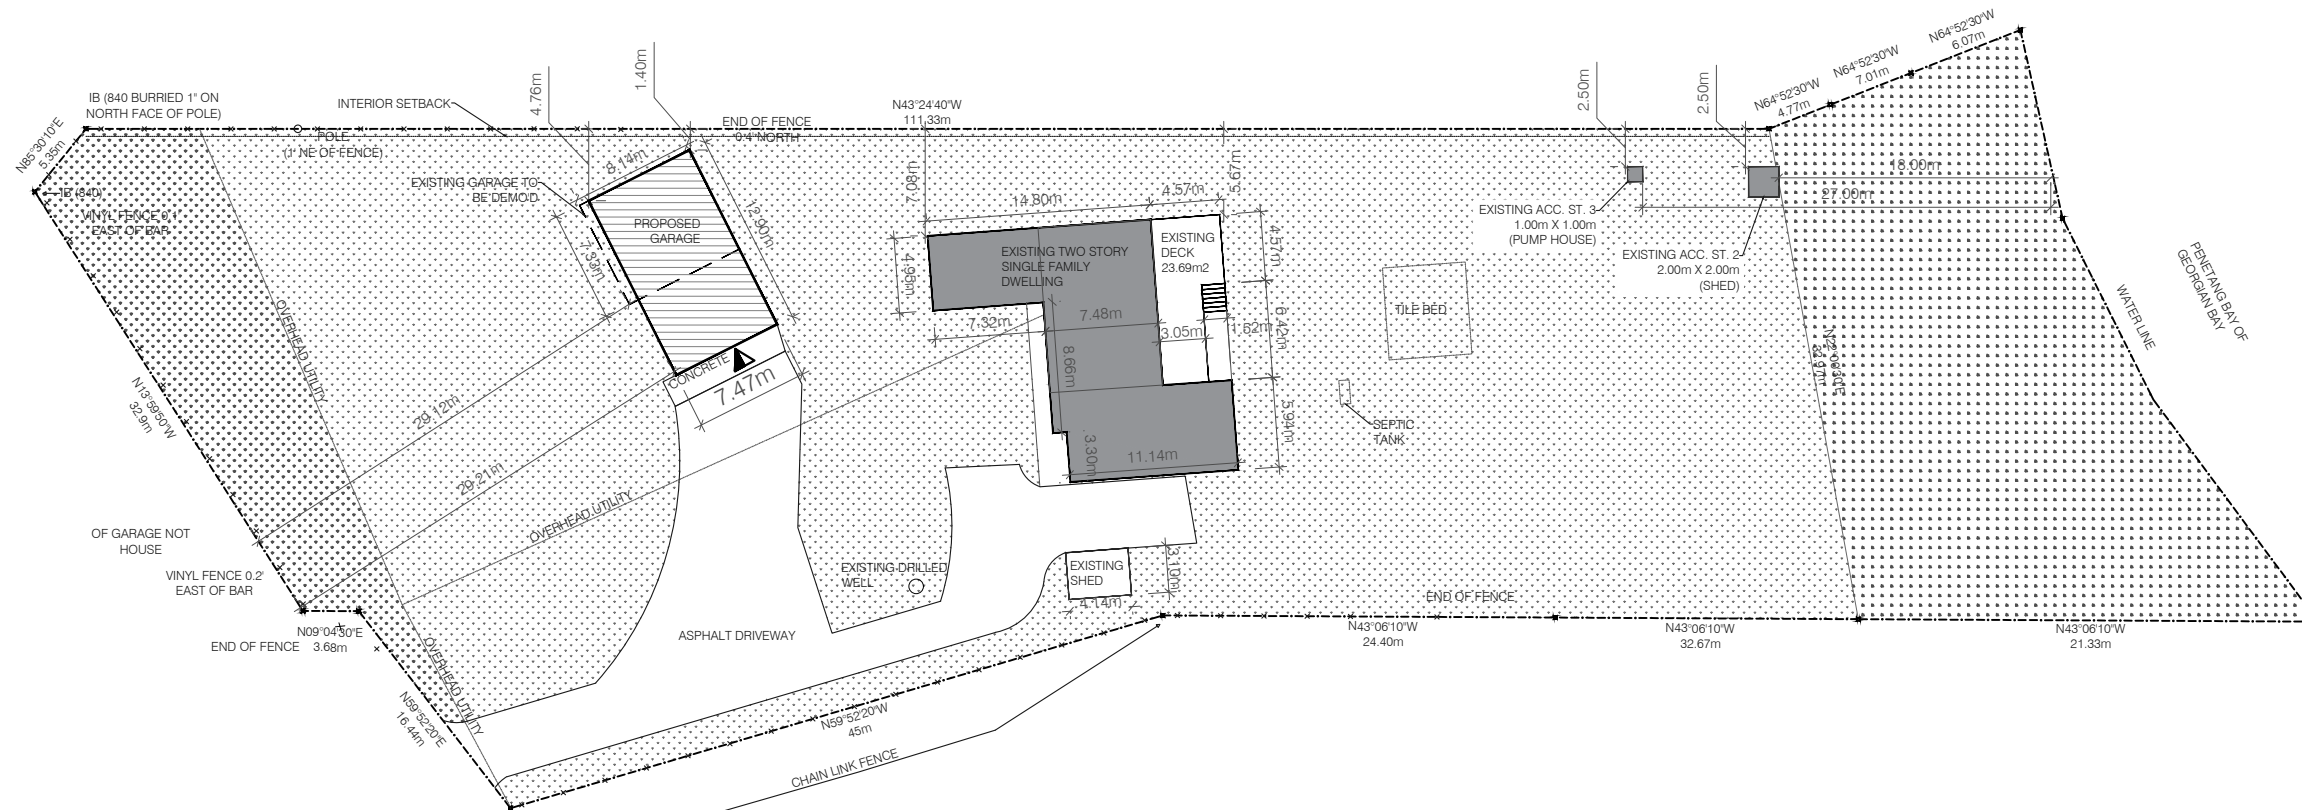 N64°52'30"W
6.07m
N64°52'30"W
7.01m
N64°52'30"W
4.77m
1.40m
4.76m
2.50m
2.50m
IB (840 BURRIED 1" ON
NORTH FACE OF POLE)
INTERIOR SETBACK
N43°24'40"W
111.33m
END OF FENCE
0.4' NORTH
POLE
(1' NE OF FENCE)
N85°30'10"E
5.35m
IB (840)
VINYL FENCE 0.1'
EAST OF BAR
8.14m
EXISTING GARAGE TO
BE DEMO'D
PROPOSED
GARAGE
12.90m
7.33m
7.08m
5.67m
14.80m
4.57m
18.00m
27.00m
EXISTING ACC. ST. 3
1.00m X 1.00m
(PUMP HOUSE)
EXISTING ACC. ST. 2
2.00m X 2.00m
(SHED)
EXISTING TWO STORY
SINGLE FAMILY
DWELLING
EXISTING
DECK
23.69m2
4.57m
4.95m
7.32m
7.48m
3.05m
1.52m
6.42m
8.66m
5.94m
3.30m
11.14m
TILE BED
SEPTIC
TANK
WATER LINE
PENETANG BAY OF
GEORGIAN BAY
32.97m
OVERHEAD UTILITY
N13°59'50"W
32.9m
CONCRETE
7.47m
29.12m
29.21m
OVERHEAD UTILITY
OF GARAGE NOT
HOUSE
VINYL FENCE 0.2'
EAST OF BAR
EXISTING DRILLED
WELL
EXISTING
SHED
3.10m
4.14m
END OF FENCE
N09°04'30"E
3.68m
END OF FENCE
ASPHALT DRIVEWAY
OVERHEAD UTILITY
N59°52'20"E
16.44m
N59°52'20"W
45m
CHAIN LINK FENCE
N43°06'10"W
24.40m
N43°06'10"W
32.67m
N43°06'10"W
21.33m